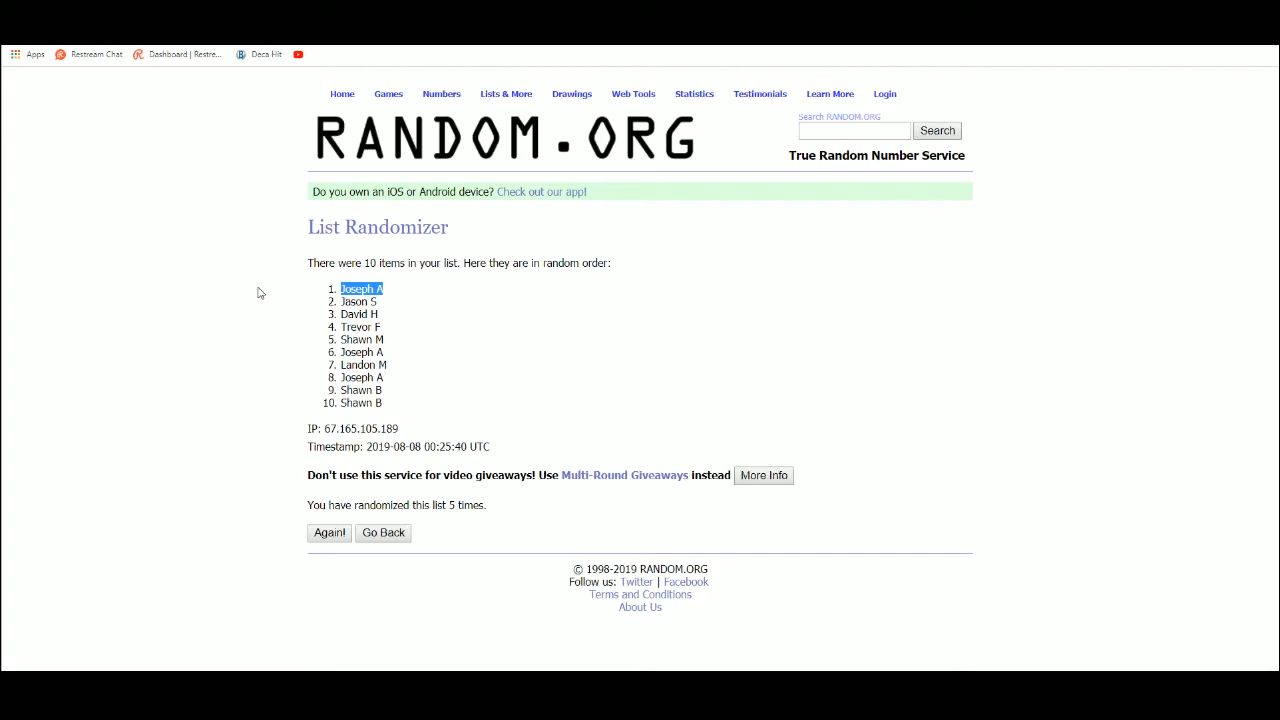 Apps Restream Chat Dashboard | Restre... Deca Hit
Home Games Numbers Lists & More Drawings Web Tools Statistics Testimonials Learn More Login
RANDOM.ORG
Search RANDOM.ORG
Search
True Random Number Service
Do you own an iOS or Android device? Check out our app!
List Randomizer
There were 10 items in your list. Here they are in random order:
1. Joseph A
2. Jason S
3. David H
4. Trevor F
5. Shawn M
6. Joseph A
7. Landon M
8. Joseph A
9. Shawn B
10. Shawn B
IP: 67.165.105.189
Timestamp: 2019-08-08 00:25:40 UTC
Don't use this service for video giveaways! Use Multi-Round Giveaways instead More Info
You have randomized this list 5 times.
Again! Go Back
© 1998-2019 RANDOM.ORG
Follow us: Twitter | Facebook
Terms and Conditions
About Us